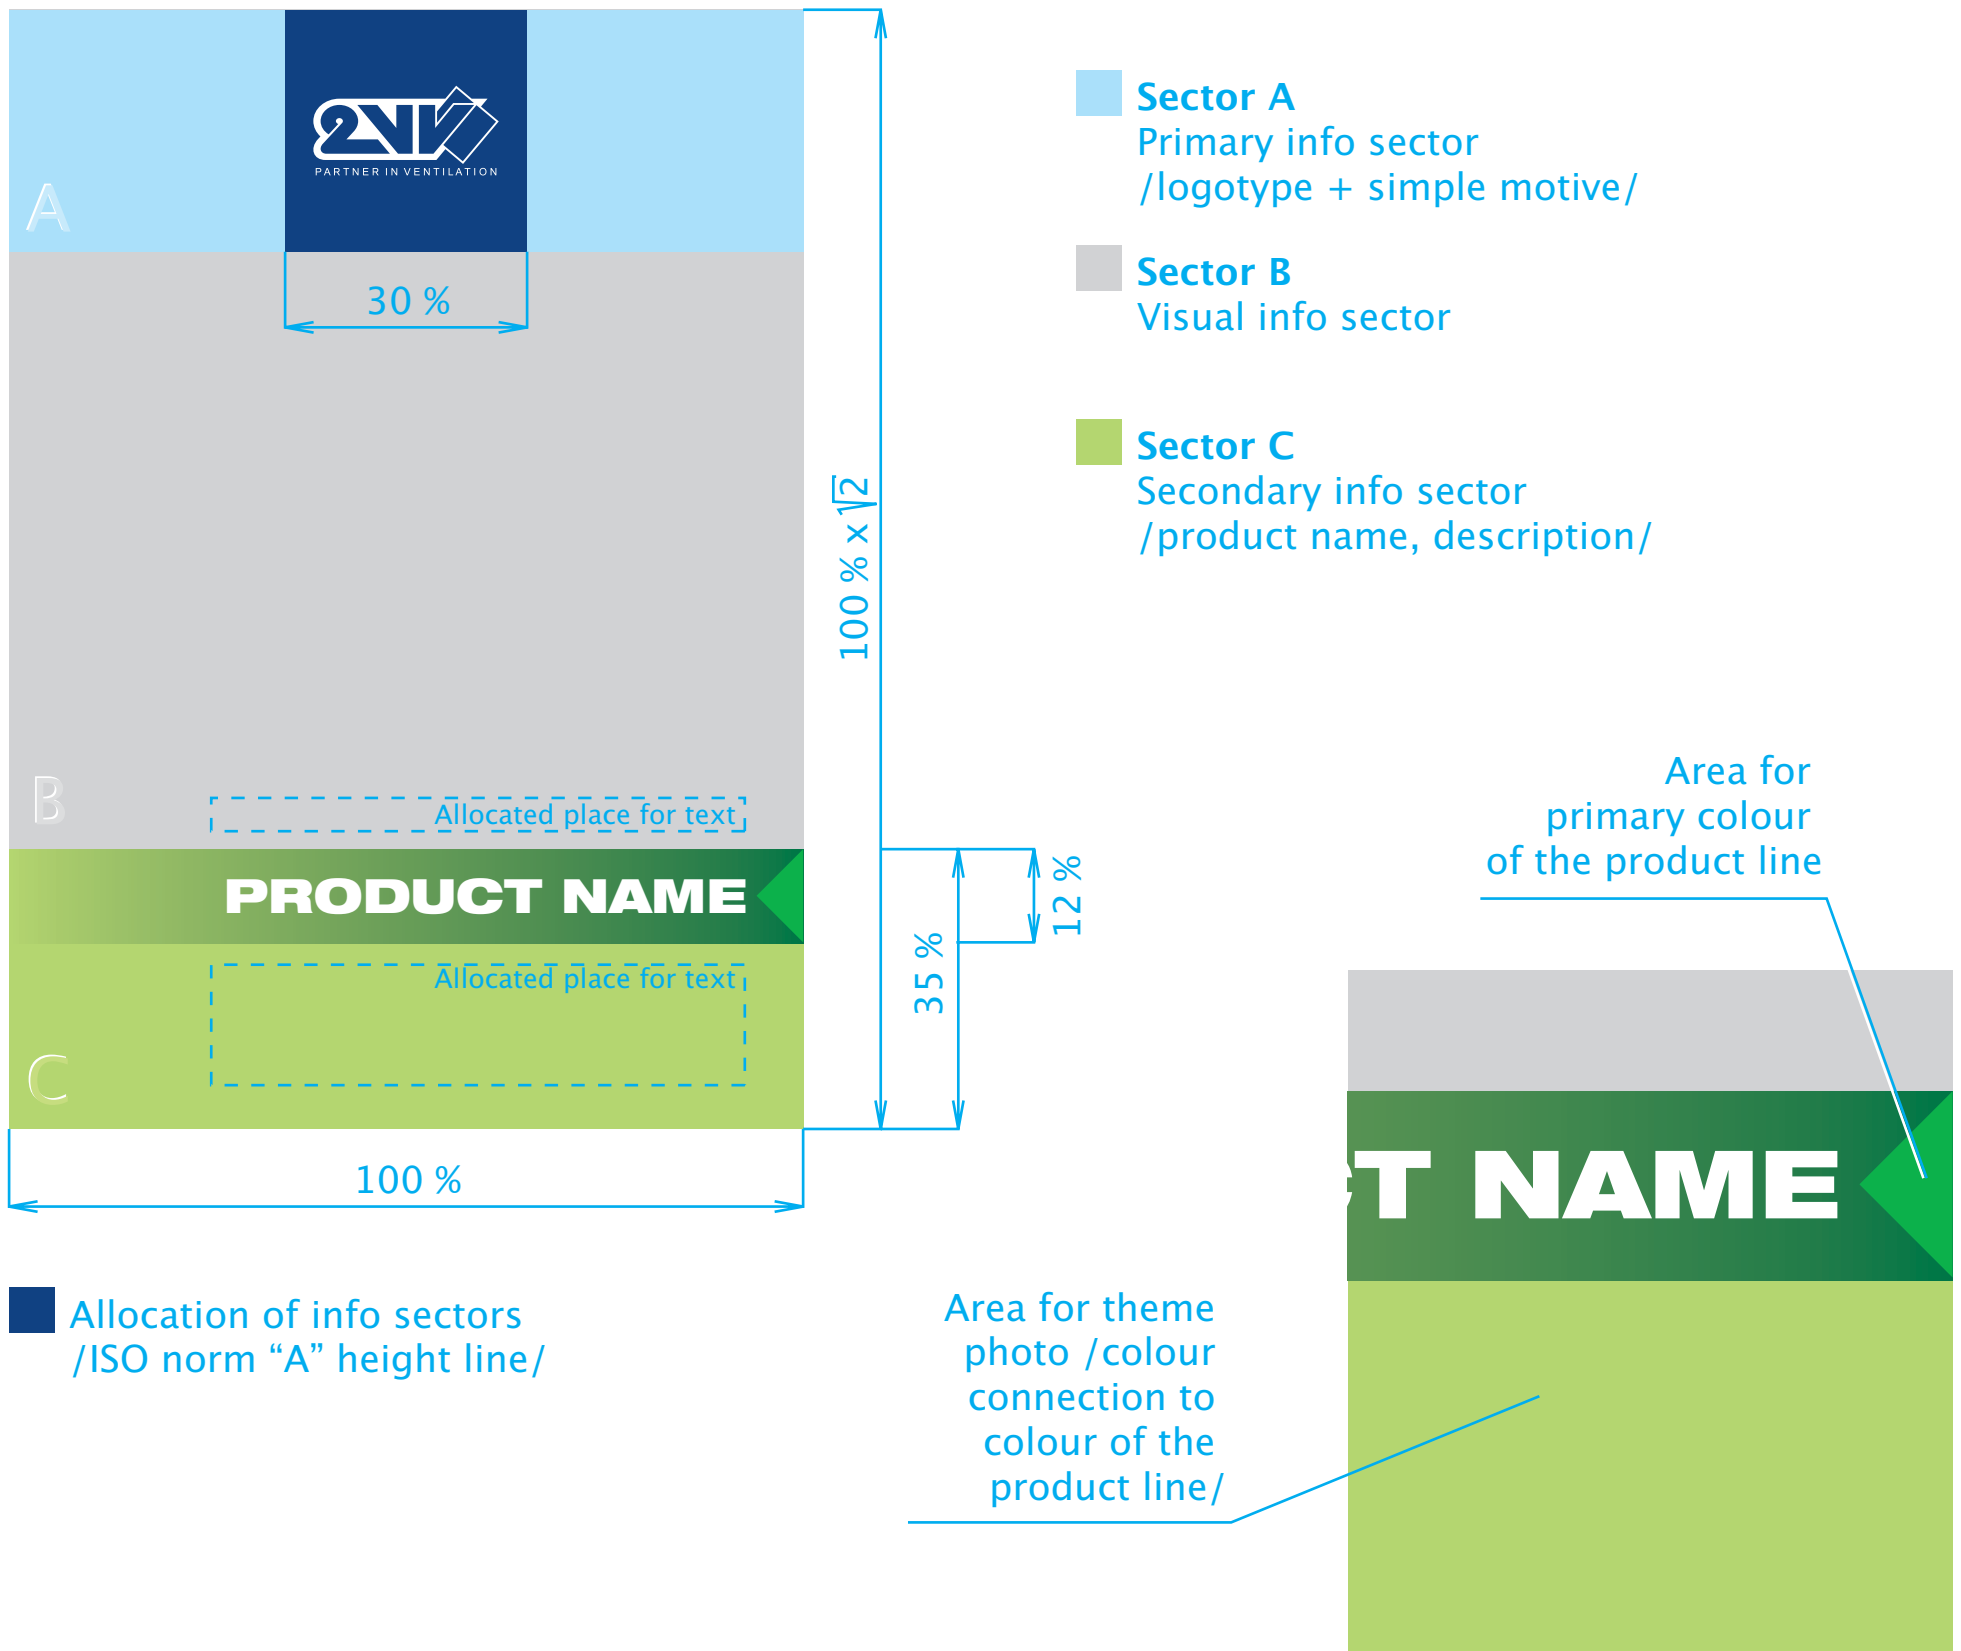 2VV
PARTNER IN VENTILATION
A
30 %
B
Allocated place for text
PRODUCT NAME
Allocated place for text
C
100 % x √2
12 %
35 %
100 %
Allocation of info sectors
/ISO norm “A” height line/
Sector A
Primary info sector
/logotype + simple motive/
Sector B
Visual info sector
Sector C
Secondary info sector
/product name, description/
Area for
primary colour
of the product line
CT NAME
Area for theme
photo /colour
connection to
colour of the
product line/